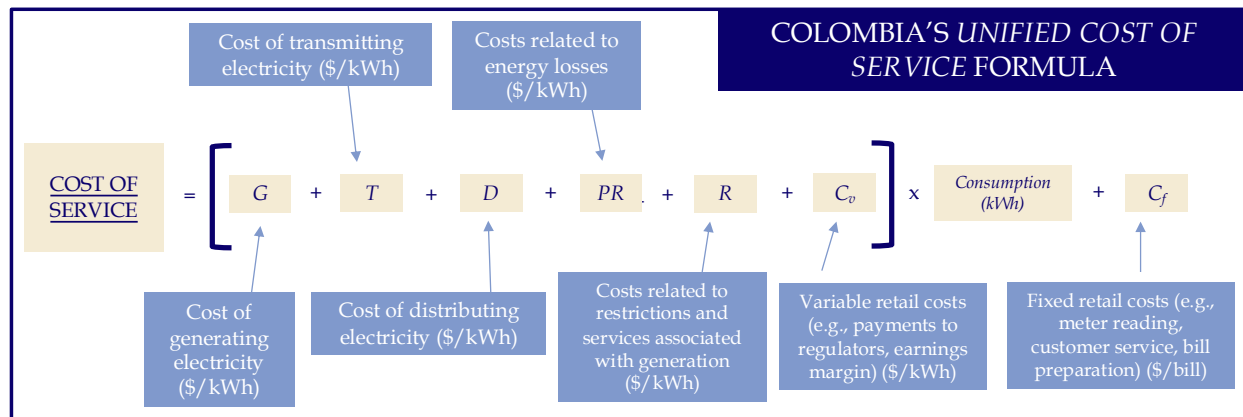 COLOMBIA'S UNIFIED COST OF
SERVICE FORMULA
Cost of transmitting
electricity ($/kWh)
Costs related to
energy losses
($/kWh)
COST OF
SERVICE
= [ G + T + D + PR + R + Cᵥ ] x Consumption
(kWh)
+ C_f
Cost of
generating
electricity
($/kWh)
Cost of distributing
electricity ($/kWh)
Costs related to
restrictions and
services associated
with generation
($/kWh)
Variable retail costs
(e.g., payments to
regulators, earnings
margin) ($/kWh)
Fixed retail costs (e.g.,
meter reading,
customer service, bill
preparation) ($/bill)